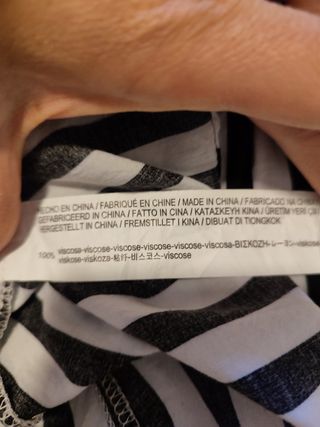 HECHO EN CHINA / FABRIQUÉ EN CHINE / MADE IN CHINA / FABRICADO NA CHINA
GEFABRICEERD IN CHINA / FATTO IN CINA / ΚΑΤΑΣΚΕΥΗ ΚΙΝΑ / ÜRETİM YERİ ÇİN
HERGESTELLT IN CHINA / FREMSTILLET I KINA / DIBUAT DI TIONGKOK
100% viscose-viscose-viscose-viscose-viscose-viscosa-ΒΙΣΚΟΖΗ-レーヨン-viskose
viskose-viskoza-粘纤-비스코스-viscose